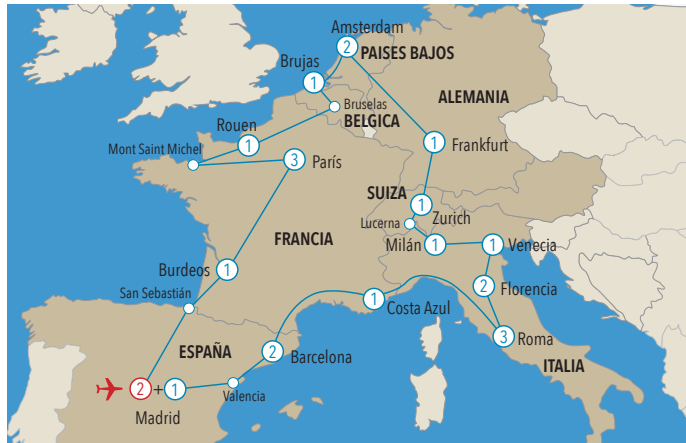 Amsterdam
2
PAISES BAJOS
Brujas
1
ALEMANIA
Bruselas
BELGICA
Rouen
1
1
Frankfurt
Mont Saint Michel
3
París
SUIZA
1
Zurich
Lucerna
FRANCIA
Milán
1
1
Venecia
Burdeos
1
2
Florencia
San Sebastián
1
Costa Azul
3
Roma
ESPAÑA
2
Barcelona
ITALIA
2+1
Valencia
Madrid